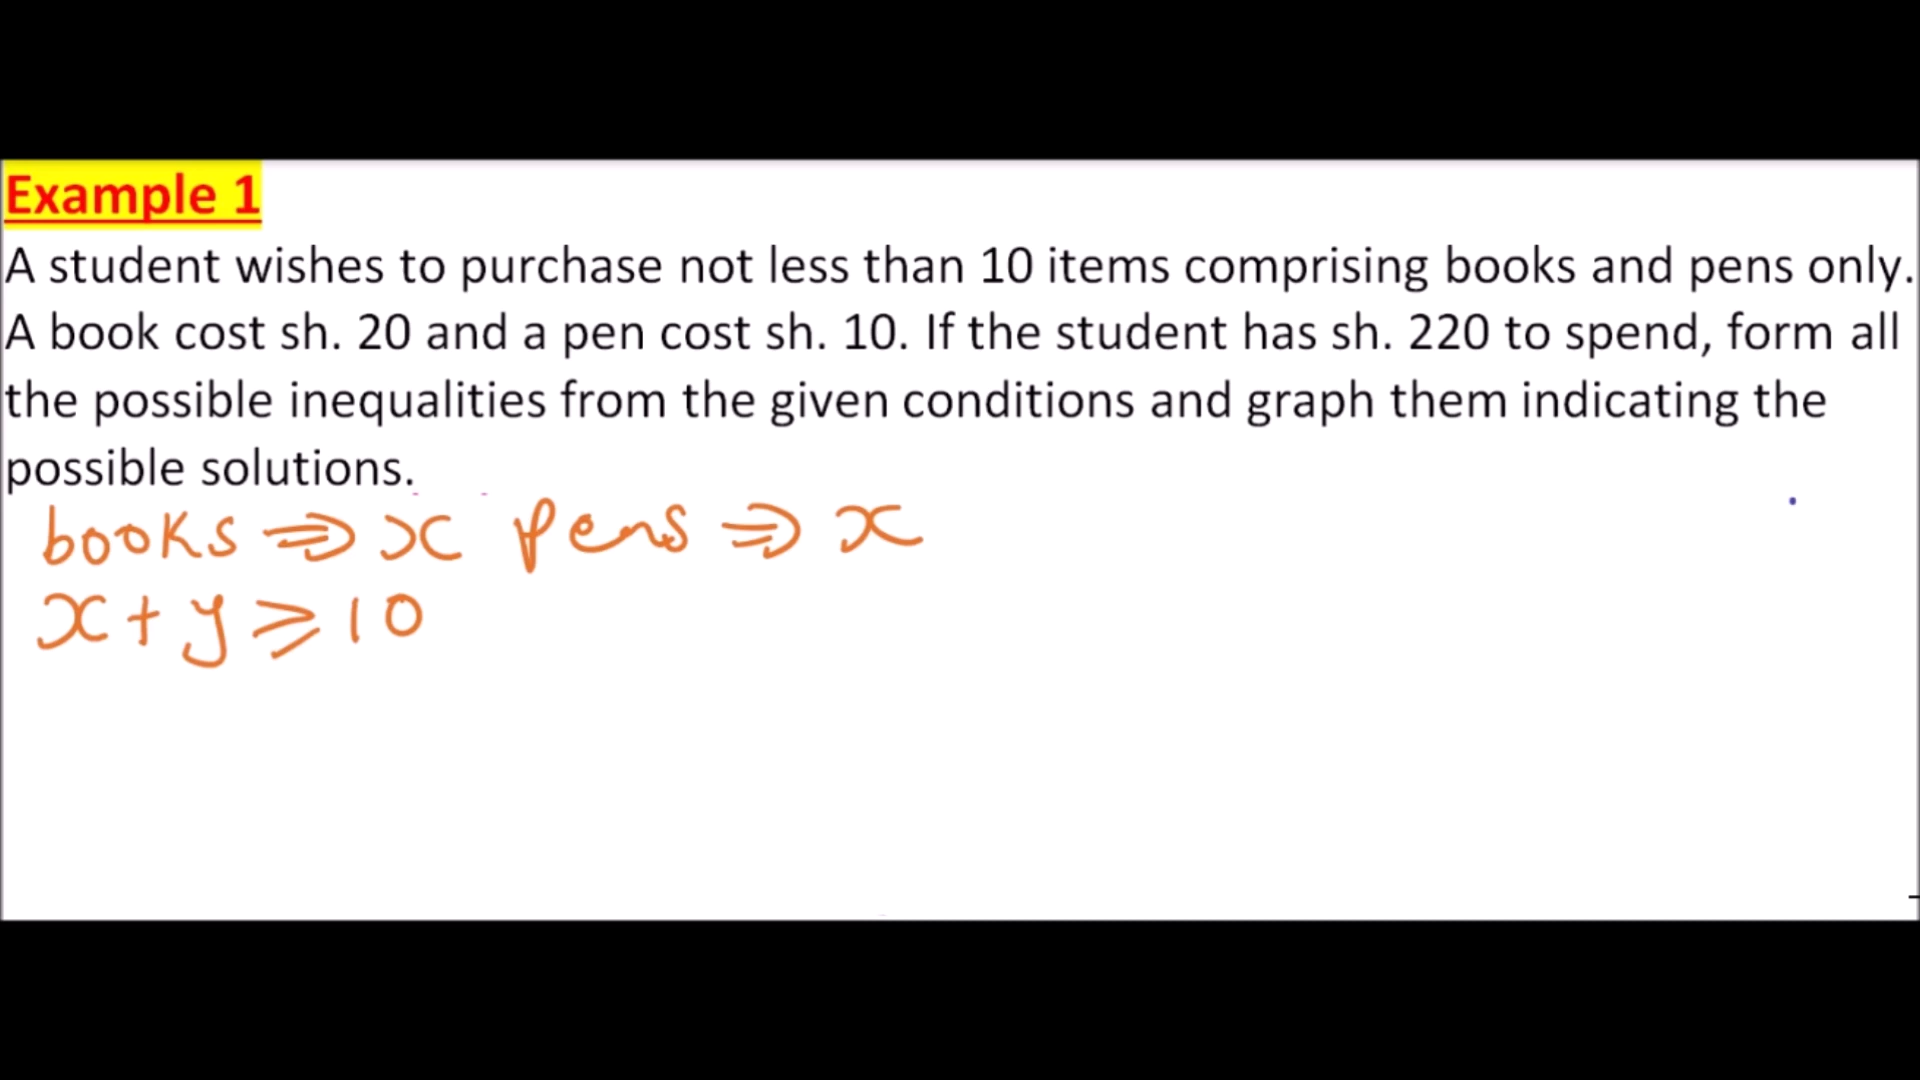 Example 1
A student wishes to purchase not less than 10 items comprising books and pens only.
A book cost sh. 20 and a pen cost sh. 10. If the student has sh. 220 to spend, form all
the possible inequalities from the given conditions and graph them indicating the
possible solutions.
books ⇒ x pens ⇒ x
x + y ≥ 10